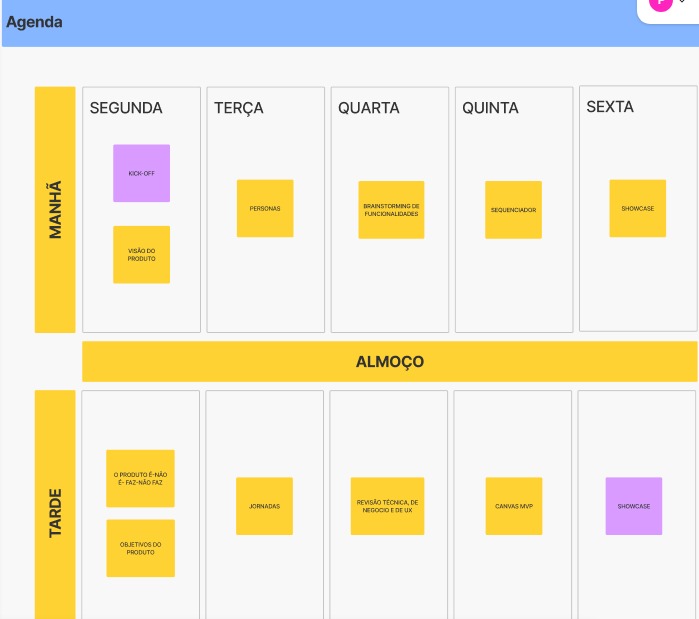 Agenda
SEGUNDA
TERÇA
QUARTA
QUINTA
SEXTA
MANHÃ
KICK-OFF
VISÃO DO
PRODUTO
PERSONAS
BRAINSTORMING DE
FUNCIONALIDADES
SEQUENCIADOR
SHOWCASE
ALMOÇO
TARDE
O PRODUTO É-NÃO
É- FAZ-NÃO FAZ
OBJETIVOS DO
PRODUTO
JORNADAS
REVISÃO TÉCNICA, DE
NEGOCIO E DE UX
CANVAS MVP
SHOWCASE